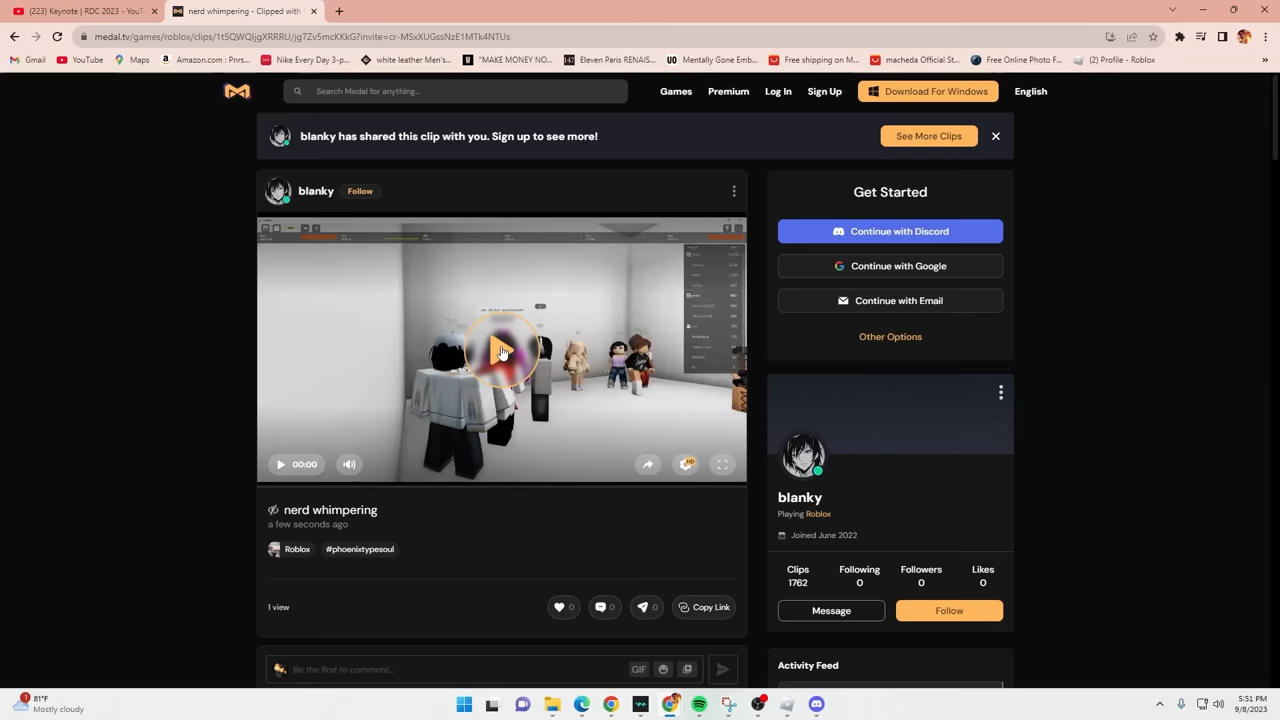 (223) Keynote | RDC 2023 - YouT
nerd whimpering - Clipped with
medal.tv/games/roblox/clips/1t5QWQljgXRRRU/jg7Zv5mcKKkG?invite=cr-MSxXUGssNzE1MTk4NTUs
Gmail YouTube Maps Amazon.com : Pnrs... Nike Every Day 3-p... white leather Men's... "MAKE MONEY NO... Eleven Paris RENAIS... Mentally Gone Emb... Free shipping on M... macheda Official St... Free Online Photo F... (2) Profile - Roblox »
Search Medal for anything...
Games Premium Log In Sign Up Download For Windows English
blanky has shared this clip with you. Sign up to see more!
See More Clips
blanky Follow
00:00
HD
nerd whimpering
a few seconds ago
Roblox #phoenixtypesoul
1 view
0 0 0 Copy Link
Be the first to comment...
GIF
Get Started
Continue with Discord
Continue with Google
Continue with Email
Other Options
blanky
Playing Roblox
Joined June 2022
Clips Following Followers Likes
1762 0 0 0
Message Follow
Activity Feed
1
81°F
Mostly cloudy
5:51 PM
9/8/2023